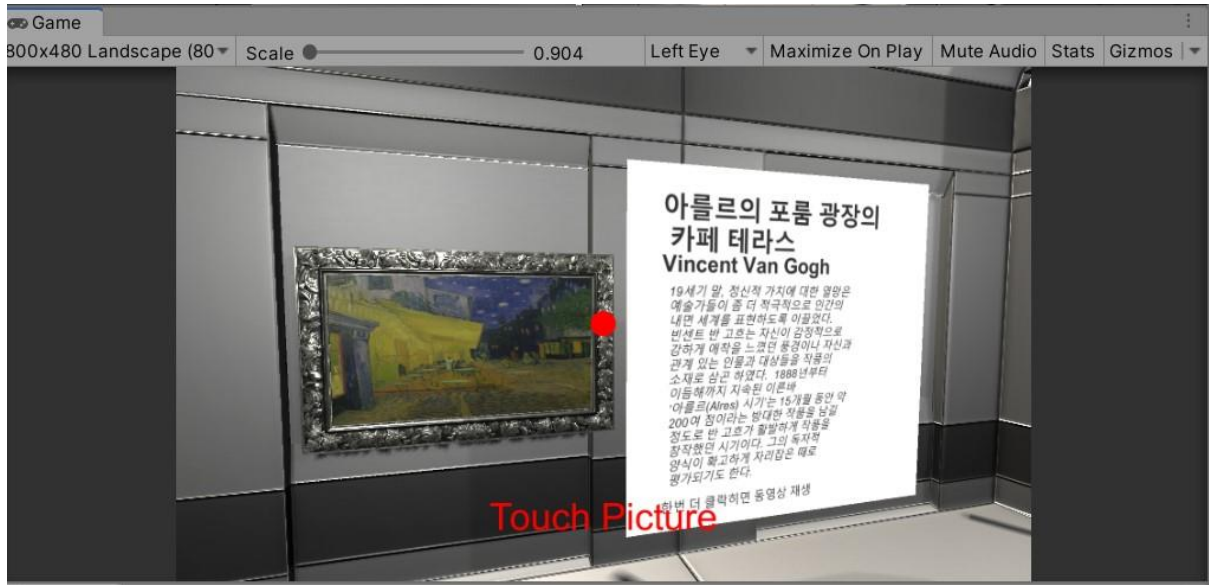 Game
800x480 Landscape (80
Scale
0.904
Left Eye
Maximize On Play
Mute Audio
Stats
Gizmos
아를르의 포룸 광장의
카페 테라스
Vincent Van Gogh
19세기 말, 정신적 가치에 대한 열망은
예술가들이 좀 더 적극적으로 인간의
내면 세계를 표현하도록 이끌었다.
빈센트 반 고흐는 자신이 감정적으로
강하게 애착을 느꼈던 풍경이나 자신과
관계 있는 인물과 대상들을 작품의
소재로 삼곤 하였다. 1888년부터
이듬해까지 지속된 이른바
'아를르(Alres) 시기'는 15개월 동안 약
200여 점이라는 방대한 작품을 남길
정도로 반 고흐가 활발하게 작품을
창작했던 시기이다. 그의 독자적
양식이 확고하게 자리잡은 때로
평가되기도 한다.
한번 더 클락히면 동영상 재생
Touch Picture